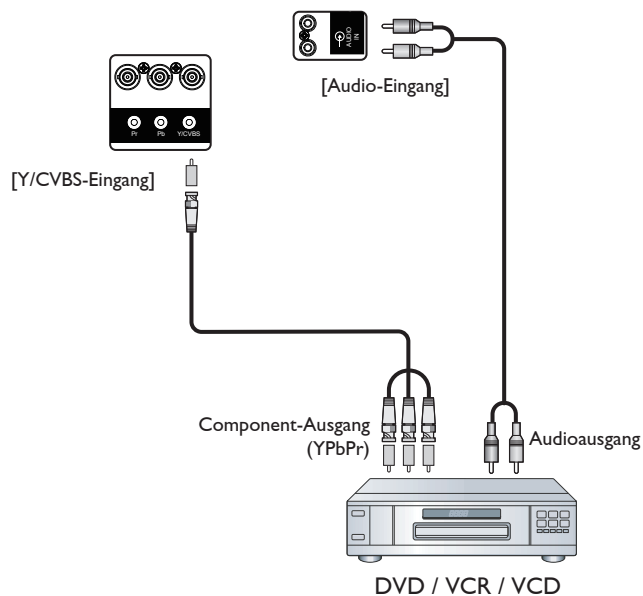 AUDIO
IN
[Audio-Eingang]
Pr Pb Y/CVBS
[Y/CVBS-Eingang]
Component-Ausgang
(YPbPr)
Audioausgang
DVD / VCR / VCD